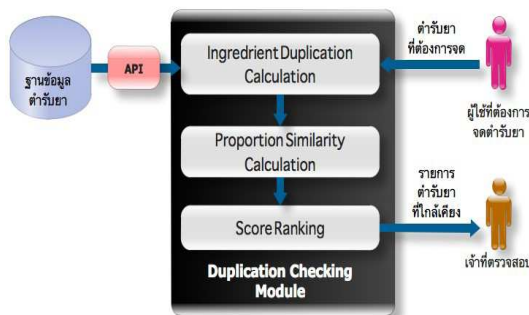 ฐานข้อมูล
ตำรับยา
API
Ingredrient Duplication
Calculation
ตำรับยา
ที่ต้องการจด
ผู้ใช้ที่ต้องการ
จดตำรับยา
Proportion Similarity
Calculation
Score Ranking
รายการ
ตำรับยา
ที่ใกล้เคียง
เจ้าที่ตรวจสอบ
Duplication Checking
Module